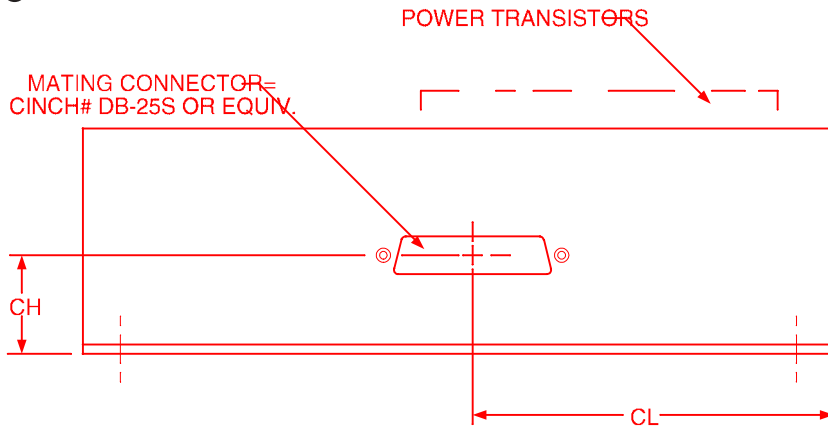 POWER TRANSISTORS
MATING CONNECTOR=
CINCH# DB-25S OR EQUIV.
CH
CL